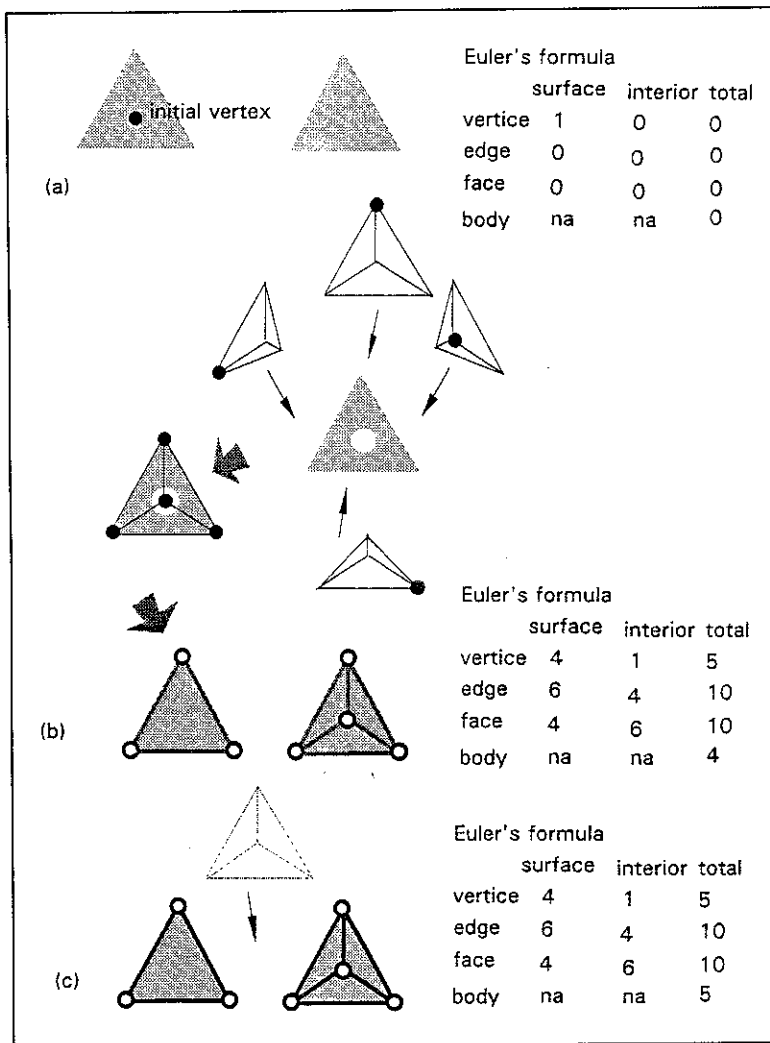 Euler's formula
surface interior total
initial vertex
vertice 1 0 0
edge 0 0 0
face 0 0 0
(a)
body na na 0
Euler's formula
surface interior total
vertice 4 1 5
edge 6 4 10
face 4 6 10
(b)
body na na 4
Euler's formula
surface interior total
vertice 4 1 5
edge 6 4 10
face 4 6 10
(c)
body na na 5